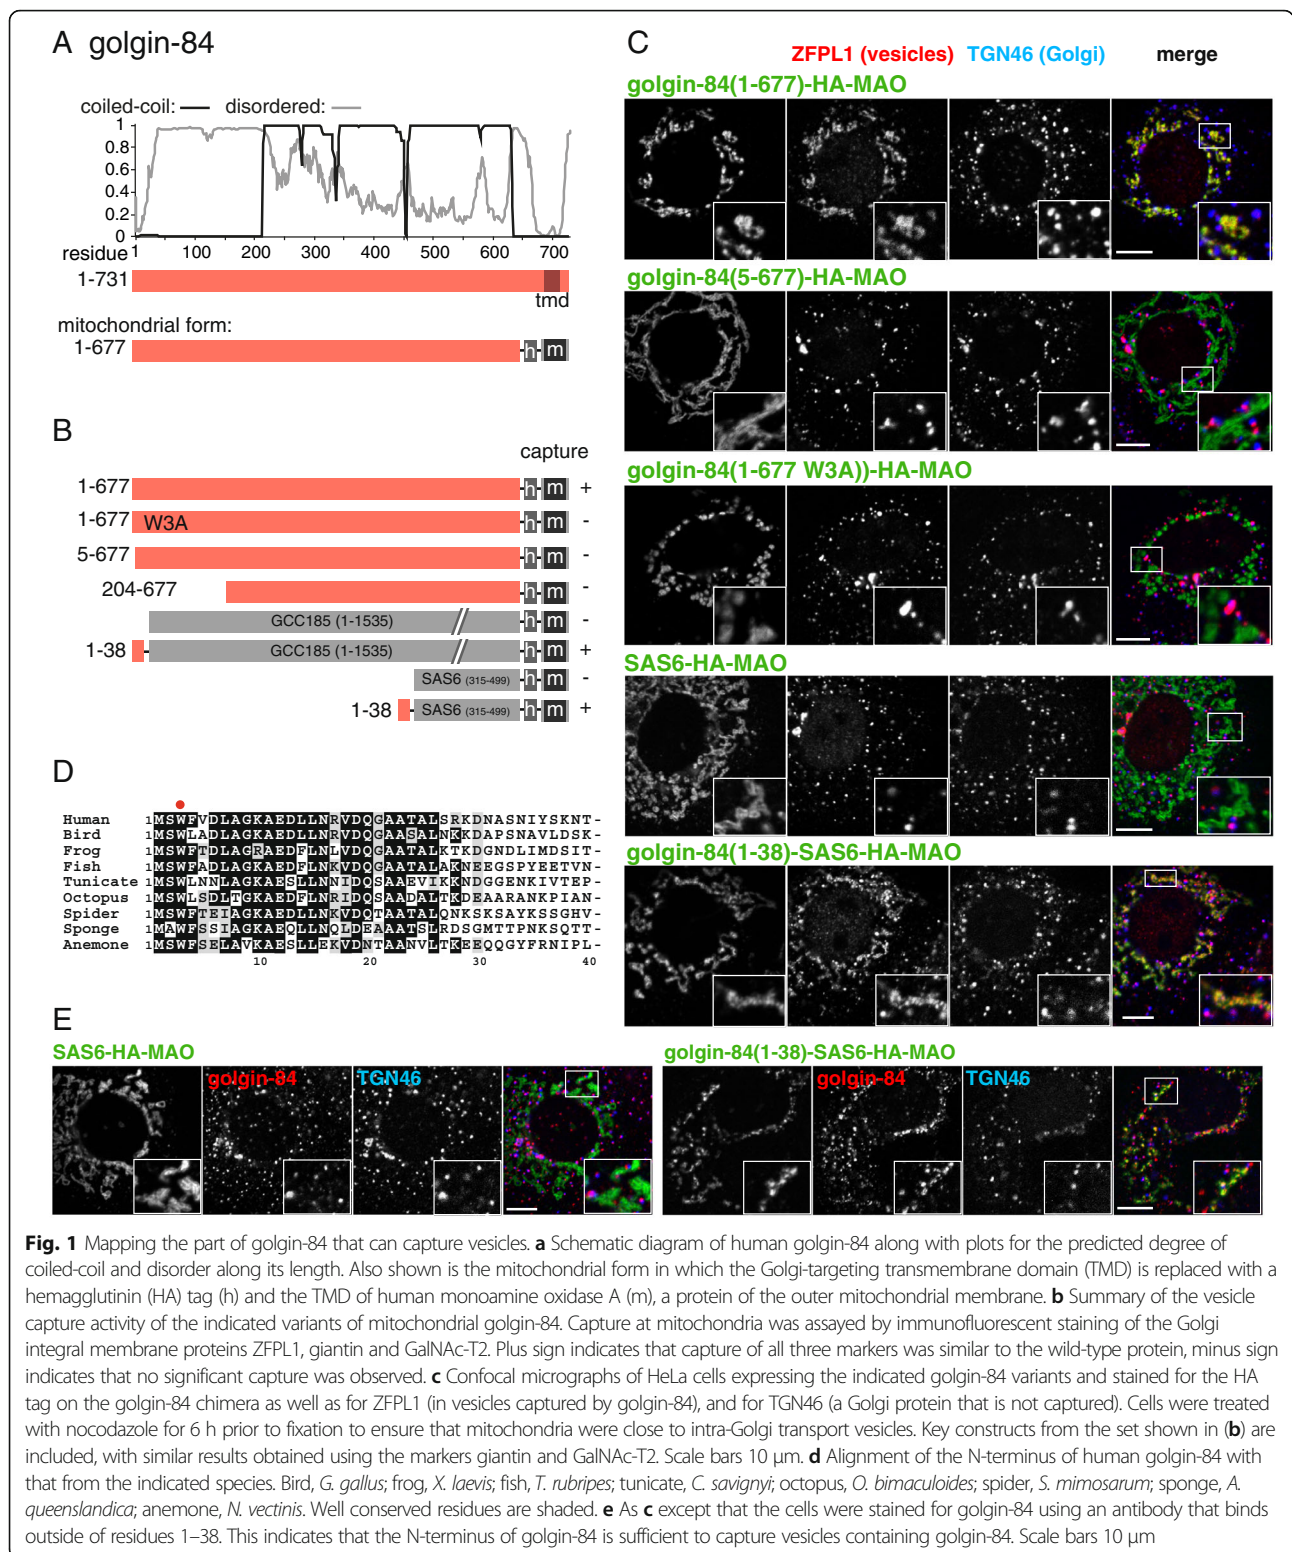 A golgin-84
coiled-coil: disordered:
1
0.8
0.6
0.4
0.2
0
1 100 200 300 400 500 600 700
residue
1-731
tmd
mitochondrial form:
1-677 h m
B
capture
1-677 h m +
1-677 W3A h m -
5-677 h m -
204-677 h m -
GCC185 (1-1535) h m -
1-38 GCC185 (1-1535) h m +
SAS6 (315-499) h m -
1-38 SAS6 (315-499) h m +
D
Human 1 MSWFVDLAGKAEDLLNRVDQGAATALSRKDNASNIYSKNT-
Bird 1 MSWLADLAGKAEDLLNRVDQGAASALNKKDAPSNAVLDSK-
Frog 1 MSWFTDLAGRAEDFLNLVDQGAATALKTKDGNDLIMDSIT-
Fish 1 MSWFADLAGKAEDFLNKVDQGAATALAKNDEGSPYEETVN-
Tunicate 1 MSWLNNLAGKAESLLNNIDQSAAEVIKKNDGGENKIVTEP-
Octopus 1 MSWLSDLTGKAEDFLNRIDQSAADALTKDEAARANKPIAN-
Spider 1 MSWFTEIAGKAEDLLNKVDQTAATALQNKSKSAYKSSGHV-
Sponge 1 MAWFSSIAGKAEQLLNQLDEAAATSLRDSGMTTPNKSQTT-
Anemone 1 MSWFSELAVKAESLLEKVDNTAANVLTKEEQQGYFRNIPL-
10 20 30 40
C
ZFPL1 (vesicles) TGN46 (Golgi) merge
golgin-84(1-677)-HA-MAO
golgin-84(5-677)-HA-MAO
golgin-84(1-677 W3A))-HA-MAO
SAS6-HA-MAO
golgin-84(1-38)-SAS6-HA-MAO
E
SAS6-HA-MAO
golgin-84 TGN46
golgin-84(1-38)-SAS6-HA-MAO
golgin-84 TGN46
Fig. 1 Mapping the part of golgin-84 that can capture vesicles. a Schematic diagram of human golgin-84 along with plots for the predicted degree of
coiled-coil and disorder along its length. Also shown is the mitochondrial form in which the Golgi-targeting transmembrane domain (TMD) is replaced with a
hemagglutinin (HA) tag (h) and the TMD of human monoamine oxidase A (m), a protein of the outer mitochondrial membrane. b Summary of the vesicle
capture activity of the indicated variants of mitochondrial golgin-84. Capture at mitochondria was assayed by immunofluorescent staining of the Golgi
integral membrane proteins ZFPL1, giantin and GalNAc-T2. Plus sign indicates that capture of all three markers was similar to the wild-type protein, minus sign
indicates that no significant capture was observed. c Confocal micrographs of HeLa cells expressing the indicated golgin-84 variants and stained for the HA
tag on the golgin-84 chimera as well as for ZFPL1 (in vesicles captured by golgin-84), and for TGN46 (a Golgi protein that is not captured). Cells were treated
with nocodazole for 6 h prior to fixation to ensure that mitochondria were close to intra-Golgi transport vesicles. Key constructs from the set shown in (b) are
included, with similar results obtained using the markers giantin and GalNAc-T2. Scale bars 10 μm. d Alignment of the N-terminus of human golgin-84 with
that from the indicated species. Bird, G. gallus; frog, X. laevis; fish, T. rubripes; tunicate, C. savignyi; octopus, O. bimaculoides; spider, S. mimosarum; sponge, A.
queenslandica; anemone, N. vectinis. Well conserved residues are shaded. e As c except that the cells were stained for golgin-84 using an antibody that binds
outside of residues 1–38. This indicates that the N-terminus of golgin-84 is sufficient to capture vesicles containing golgin-84. Scale bars 10 μm